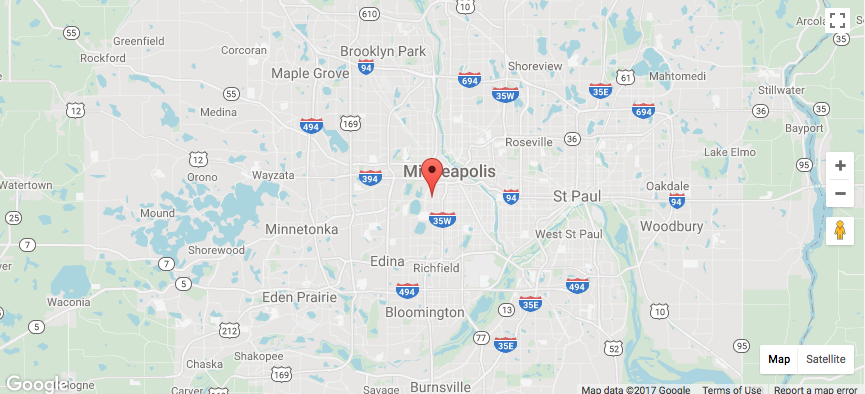 610
Arcola
55
Greenfield
35
Rockford
Corcoran
Brooklyn Park
94
Shoreview
61
Mahtomedi
Maple Grove
694
35W
35E
Stillwater
55
12
Medina
494
169
694
35
Bayport
Roseville
36
Lake Elmo
12
Minneapolis
95
Orono
Wayzata
394
94
St Paul
Oakdale
94
25
Mound
35W
Woodbury
Minnetonka
West St Paul
7
Shorewood
7
Edina
Richfield
5
Waconia
Eden Prairie
494
494
35E
13
10
5
212
Bloomington
77
35E
52
95
Shakopee
Chaska
169
Carver
Savage
Burnsville
Map
Satellite
Google
Map data ©2017 Google
Terms of Use
Report a map error